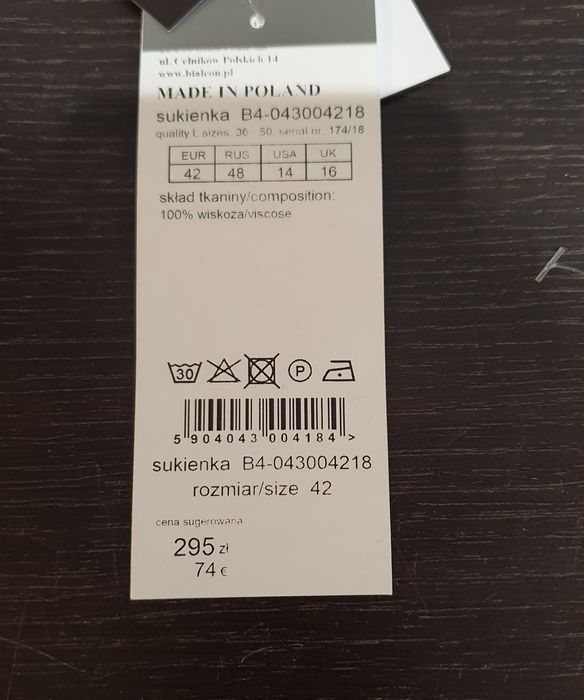 ul. Celników Polskich 14
www.bialcon.pl
MADE IN POLAND
sukienka B4-043004218
quality I, sizes: 36 - 50, serial nr.:174/18
EUR RUS USA UK
42 48 14 16
skład tkaniny/composition:
100% wiskoza/viscose
30 P
5 904043 004184 >
sukienka B4-043004218
rozmiar/size 42
cena sugerowana
295 zł
74 €